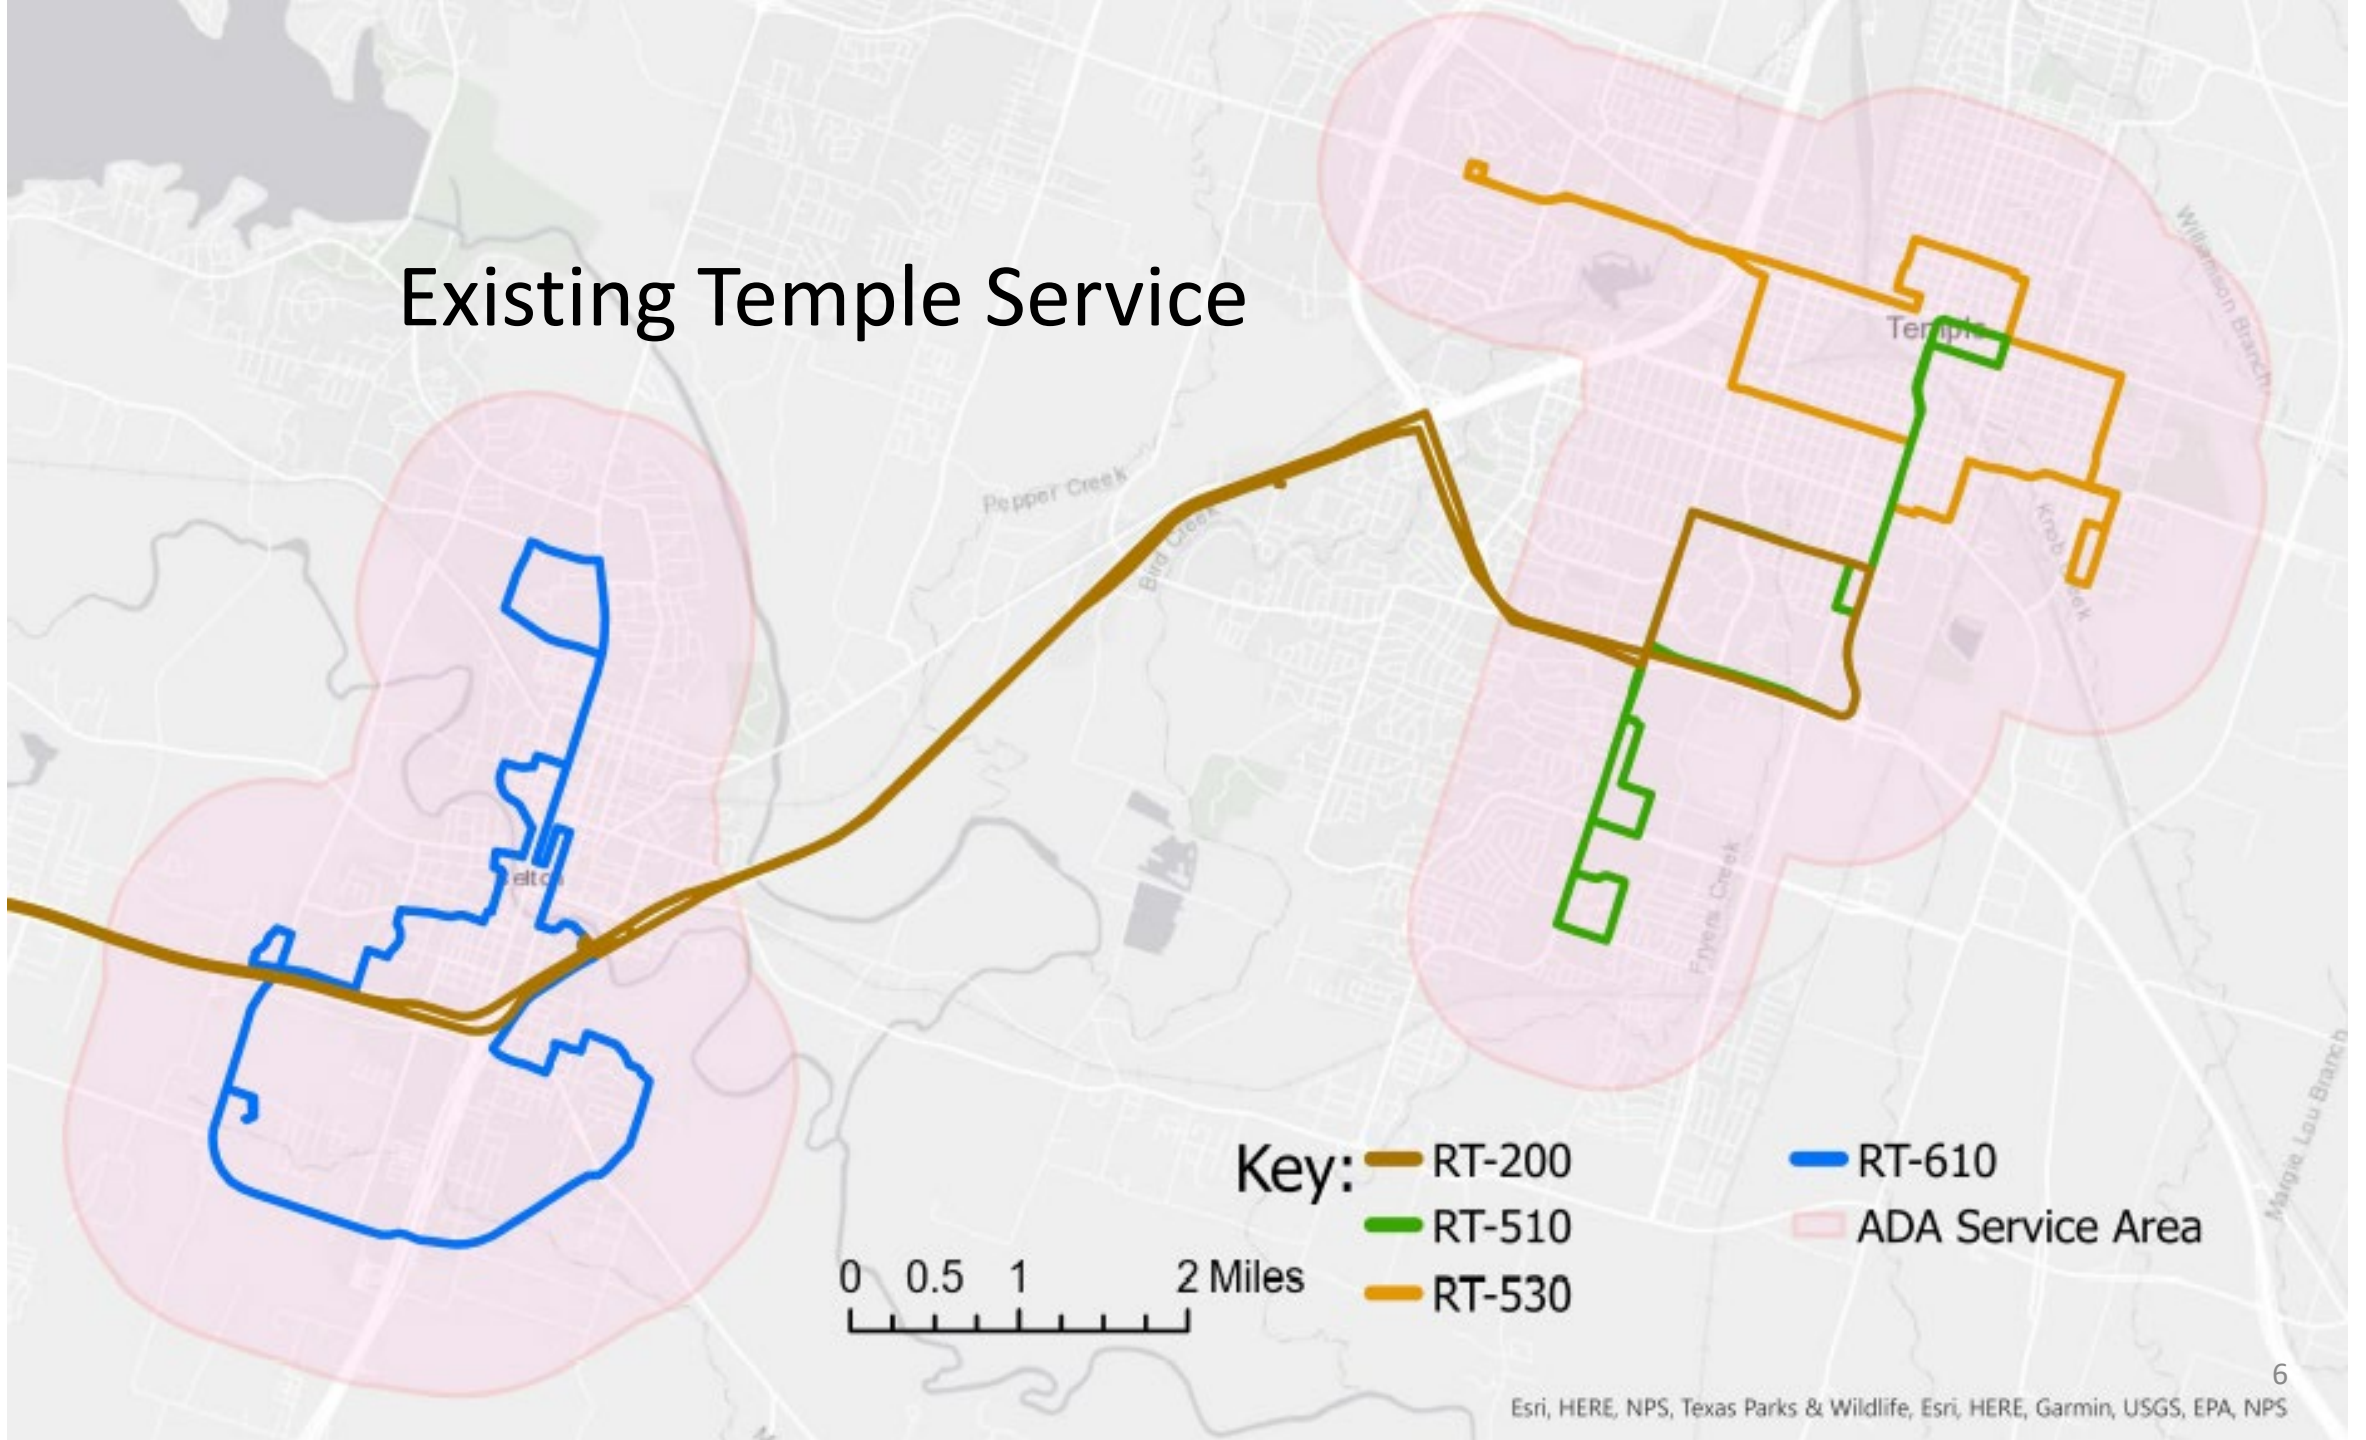 Williamson Branch
Existing Temple Service
Temple
Pepper Creek
Bird Creek
Knob Creek
Fryers Creek
Margie Lou Branch
Key:
RT-200
RT-510
RT-530
RT-610
ADA Service Area
0 0.5 1 2 Miles
6
Esri, HERE, NPS, Texas Parks & Wildlife, Esri, HERE, Garmin, USGS, EPA, NPS